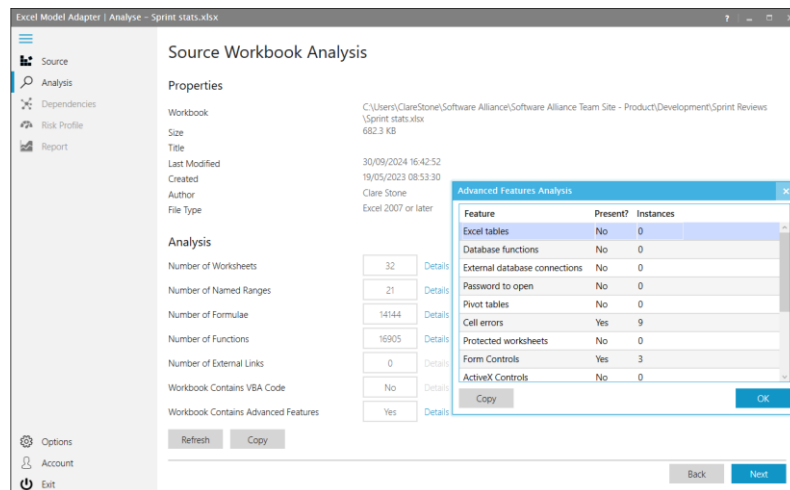 Excel Model Adapter | Analyse – Sprint stats.xlsx
?
Source
Analysis
Dependencies
Risk Profile
Report
Options
Account
Exit
Source Workbook Analysis
Properties
Workbook C:\Users\ClareStone\Software Alliance\Software Alliance Team Site - Product\Development\Sprint Reviews
\Sprint stats.xlsx
Size 682.3 KB
Title
Last Modified 30/09/2024 16:42:52
Created 19/05/2023 08:53:30
Author Clare Stone
File Type Excel 2007 or later
Analysis
Number of Worksheets 32 Details
Number of Named Ranges 21 Details
Number of Formulae 14144 Details
Number of Functions 16905 Details
Number of External Links 0 Details
Workbook Contains VBA Code No Details
Workbook Contains Advanced Features Yes Details
Refresh Copy
Back Next
Advanced Features Analysis
Feature Present? Instances
Excel tables No 0
Database functions No 0
External database connections No 0
Password to open No 0
Pivot tables No 0
Cell errors Yes 9
Protected worksheets No 0
Form Controls Yes 3
ActiveX Controls No 0
Copy OK